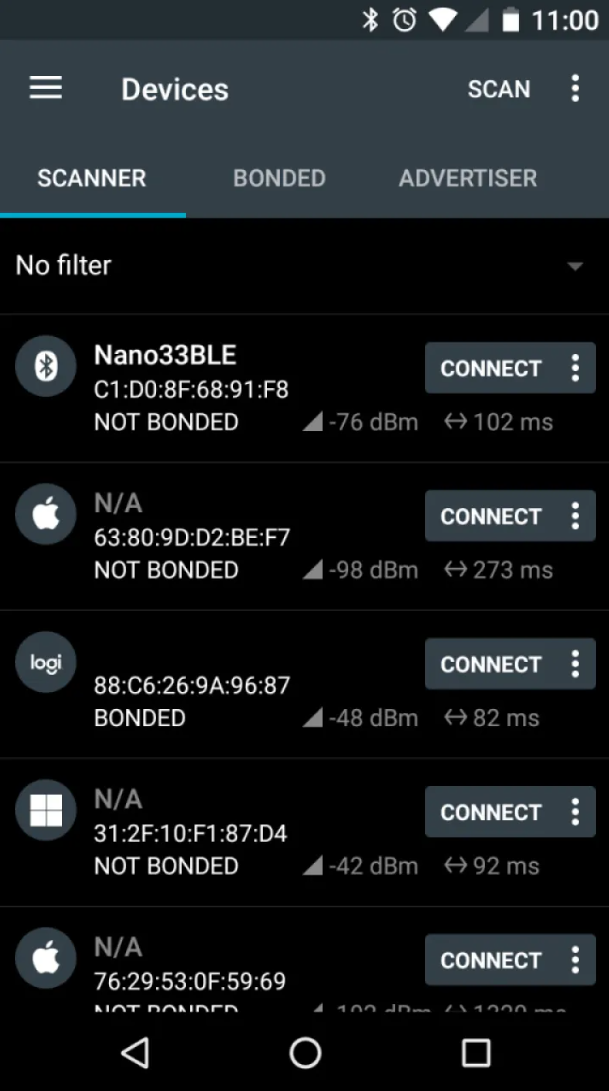 11:00
Devices SCAN
SCANNER BONDED ADVERTISER
No filter
Nano33BLE CONNECT
C1:D0:8F:68:91:F8
NOT BONDED -76 dBm 102 ms
N/A CONNECT
63:80:9D:D2:BE:F7
NOT BONDED -98 dBm 273 ms
logi CONNECT
88:C6:26:9A:96:87
BONDED -48 dBm 82 ms
N/A CONNECT
31:2F:10:F1:87:D4
NOT BONDED -42 dBm 92 ms
N/A CONNECT
76:29:53:0F:59:69
NOT BONDED